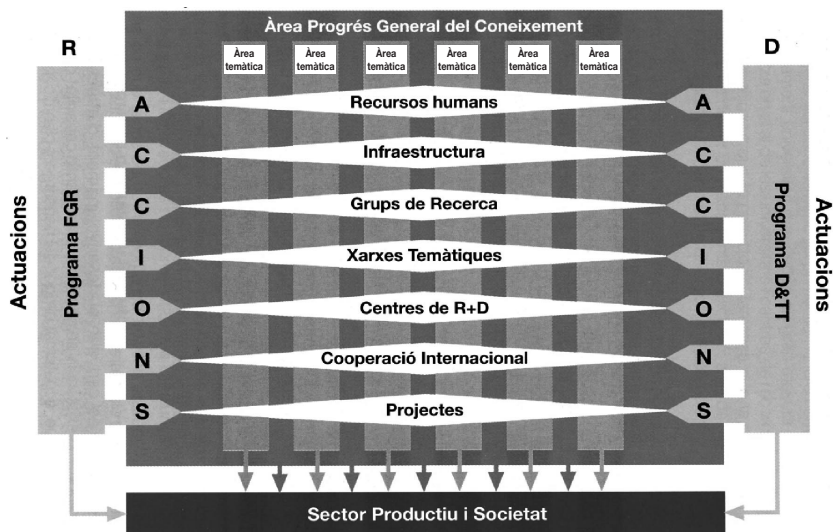 Àrea Progrés General del Coneixement
R
D
Àrea
temàtica
Àrea
temàtica
Àrea
temàtica
Àrea
temàtica
Àrea
temàtica
Àrea
temàtica
A
Recursos humans
A
C
Infraestructura
C
C
Grups de Recerca
C
I
Xarxes Temàtiques
I
O
Centres de R+D
O
N
Cooperació Internacional
N
S
Projectes
S
Actuacions
Programa FGR
Programa D&TT
Actuacions
Sector Productiu i Societat